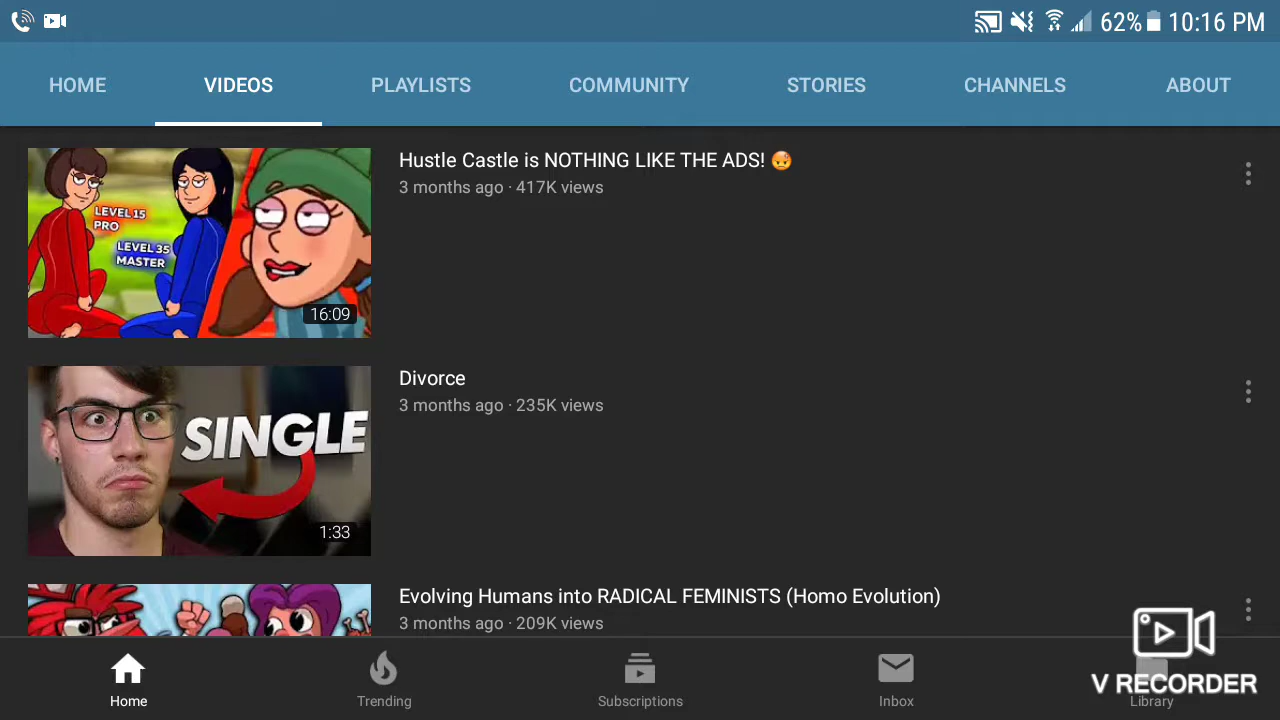 62% 10:16 PM
HOME VIDEOS PLAYLISTS COMMUNITY STORIES CHANNELS ABOUT
LEVEL 15
PRO
LEVEL 35
MASTER
16:09
Hustle Castle is NOTHING LIKE THE ADS! 🥵
3 months ago · 417K views
SINGLE
1:33
Divorce
3 months ago · 235K views
Evolving Humans into RADICAL FEMINISTS (Homo Evolution)
3 months ago · 209K views
V RECORDER
Home Trending Subscriptions Inbox Library